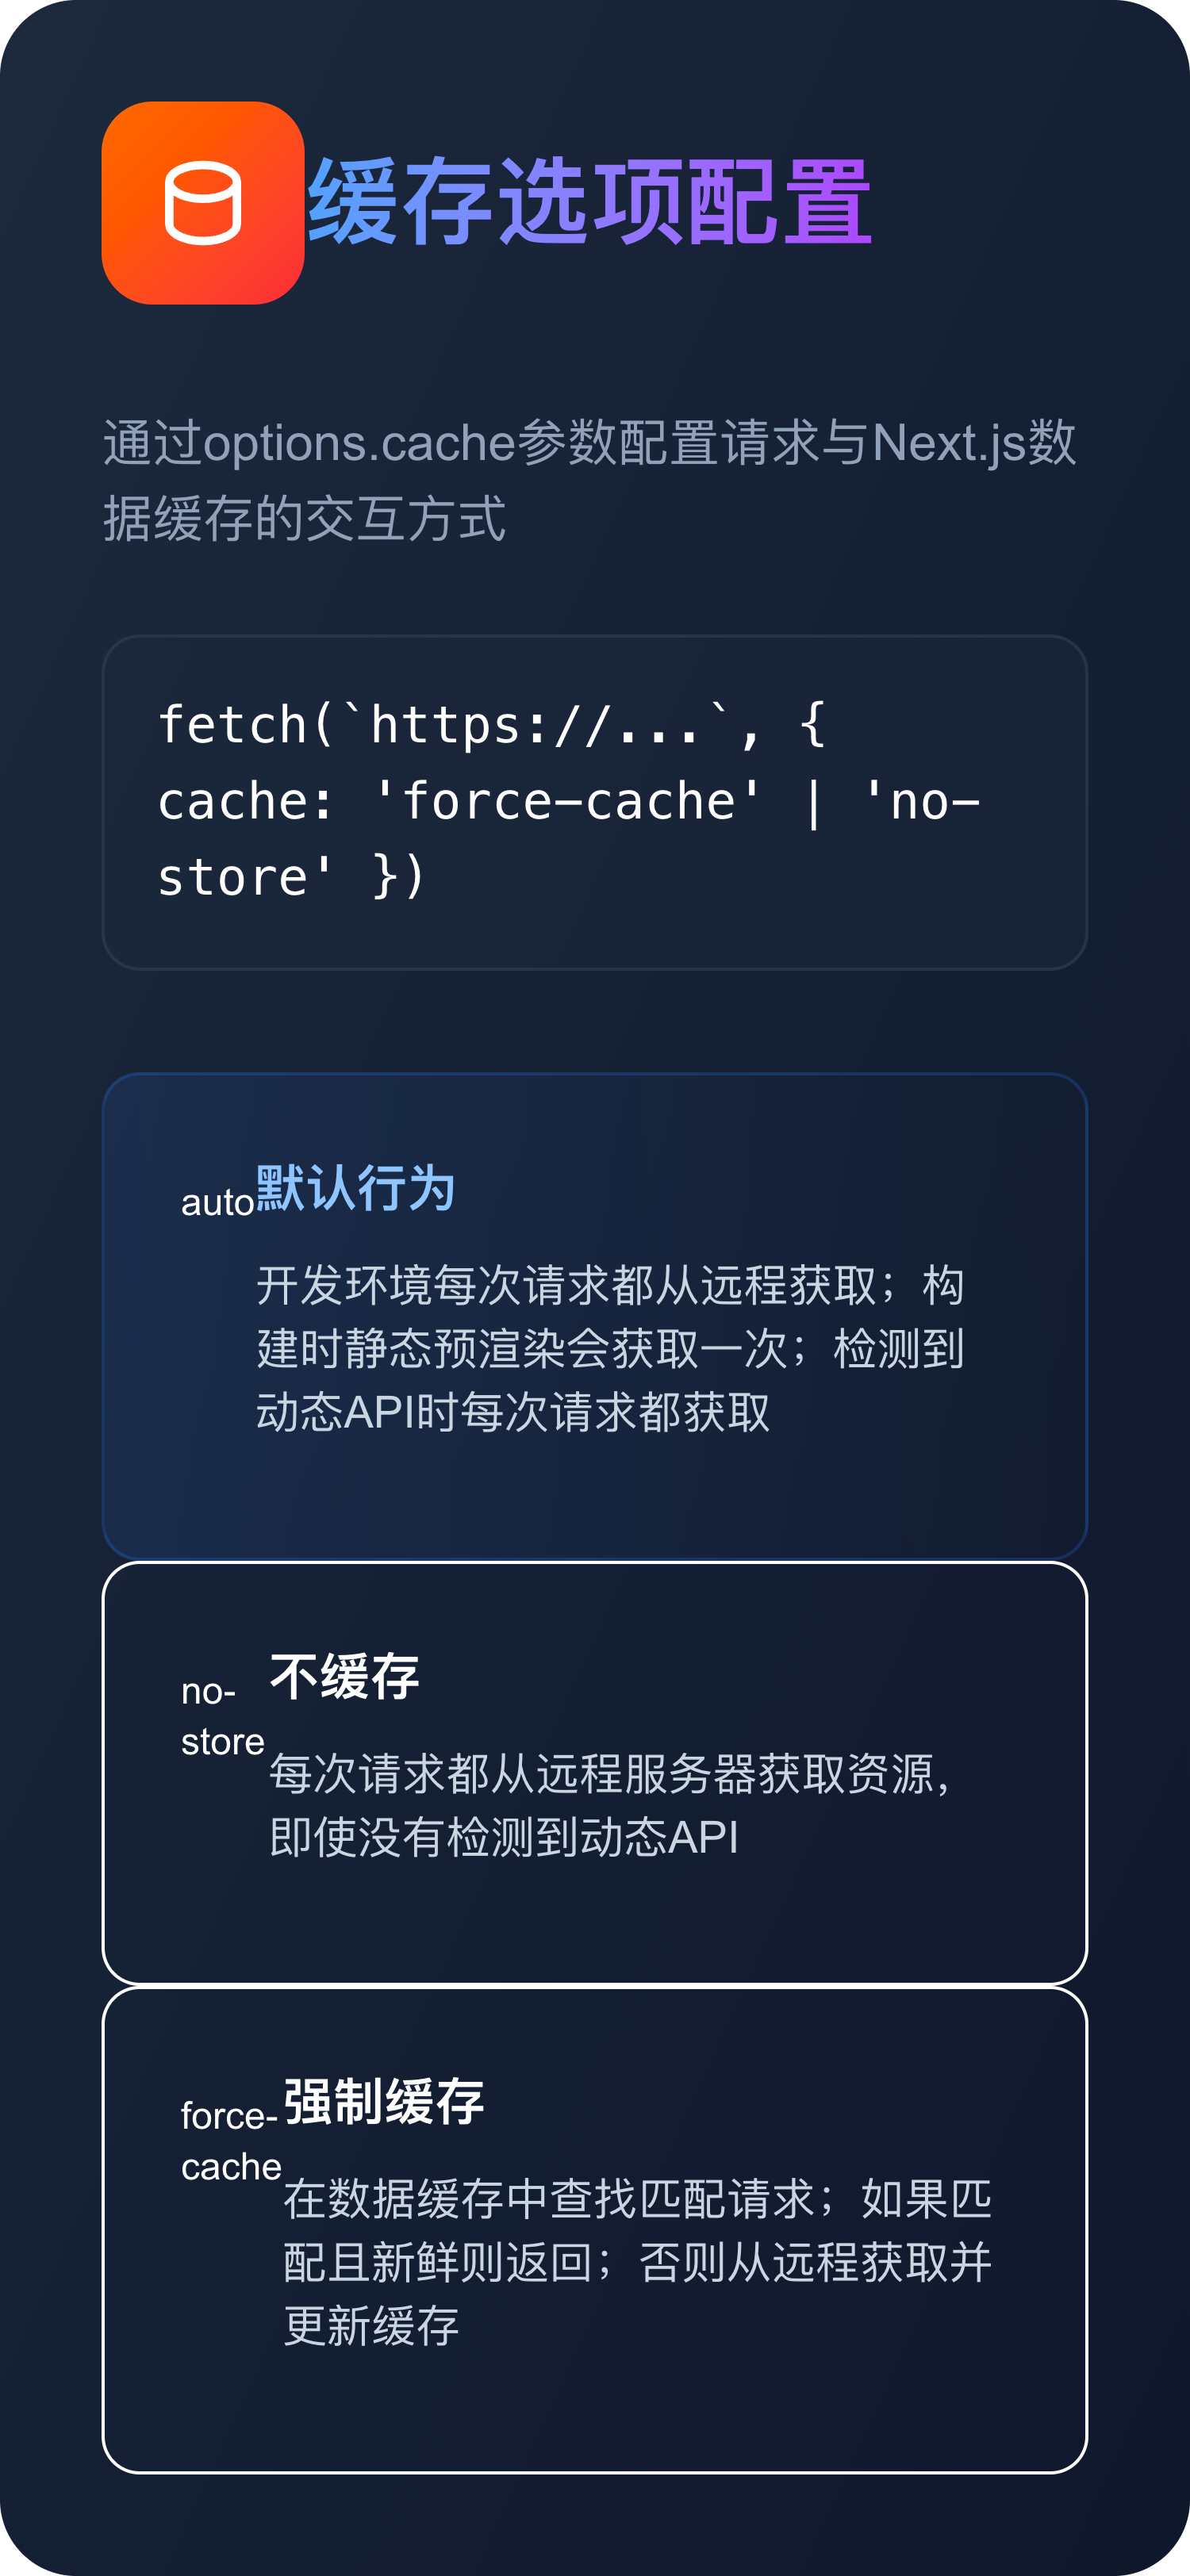 缓存选项配置
通过options.cache参数配置请求与Next.js数
据缓存的交互方式
fetch(`https://...`, {
cache: 'force-cache' | 'no-
store' })
auto
默认行为
开发环境每次请求都从远程获取；构
建时静态预渲染会获取一次；检测到
动态API时每次请求都获取
no-
store
不缓存
每次请求都从远程服务器获取资源，
即使没有检测到动态API
force-
cache
强制缓存
在数据缓存中查找匹配请求；如果匹
配且新鲜则返回；否则从远程获取并
更新缓存